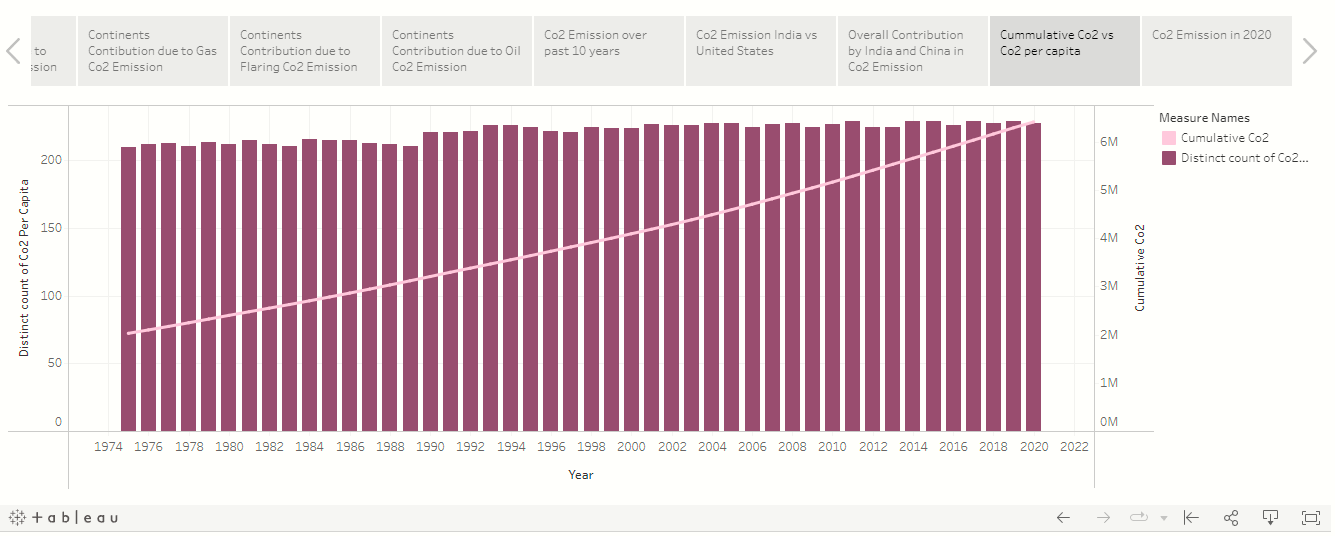 to
ssion
Continents
Contibution due to Gas
Co2 Emission
Continents
Contribution due to
Flaring Co2 Emission
Continents
Contribution due to Oil
Co2 Emission
Co2 Emission over
past 10 years
Co2 Emission India vs
United States
Overall Contribution
by India and China in
Co2 Emission
Cummulative Co2 vs
Co2 per capita
Co2 Emission in 2020
Distinct count of Co2 Per Capita
200
150
100
50
0
6M
5M
4M
3M
2M
1M
0M
Cumulative Co2
Measure Names
Cumulative Co2
Distinct count of Co2...
1974 1976 1978 1980 1982 1984 1986 1988 1990 1992 1994 1996 1998 2000 2002 2004 2006 2008 2010 2012 2014 2016 2018 2020 2022
Year
+ableau